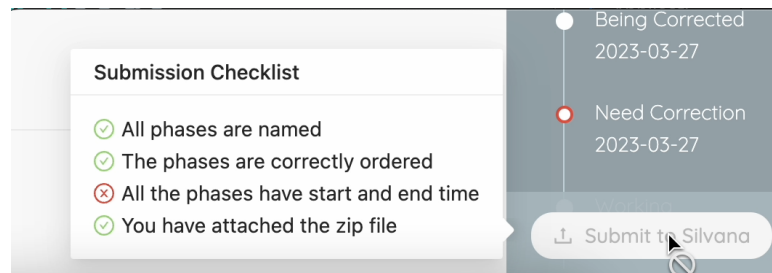 Submission Checklist
All phases are named
The phases are correctly ordered
All the phases have start and end time
You have attached the zip file
Being Corrected
2023-03-27
Need Correction
2023-03-27
Working
Submit to Silvana